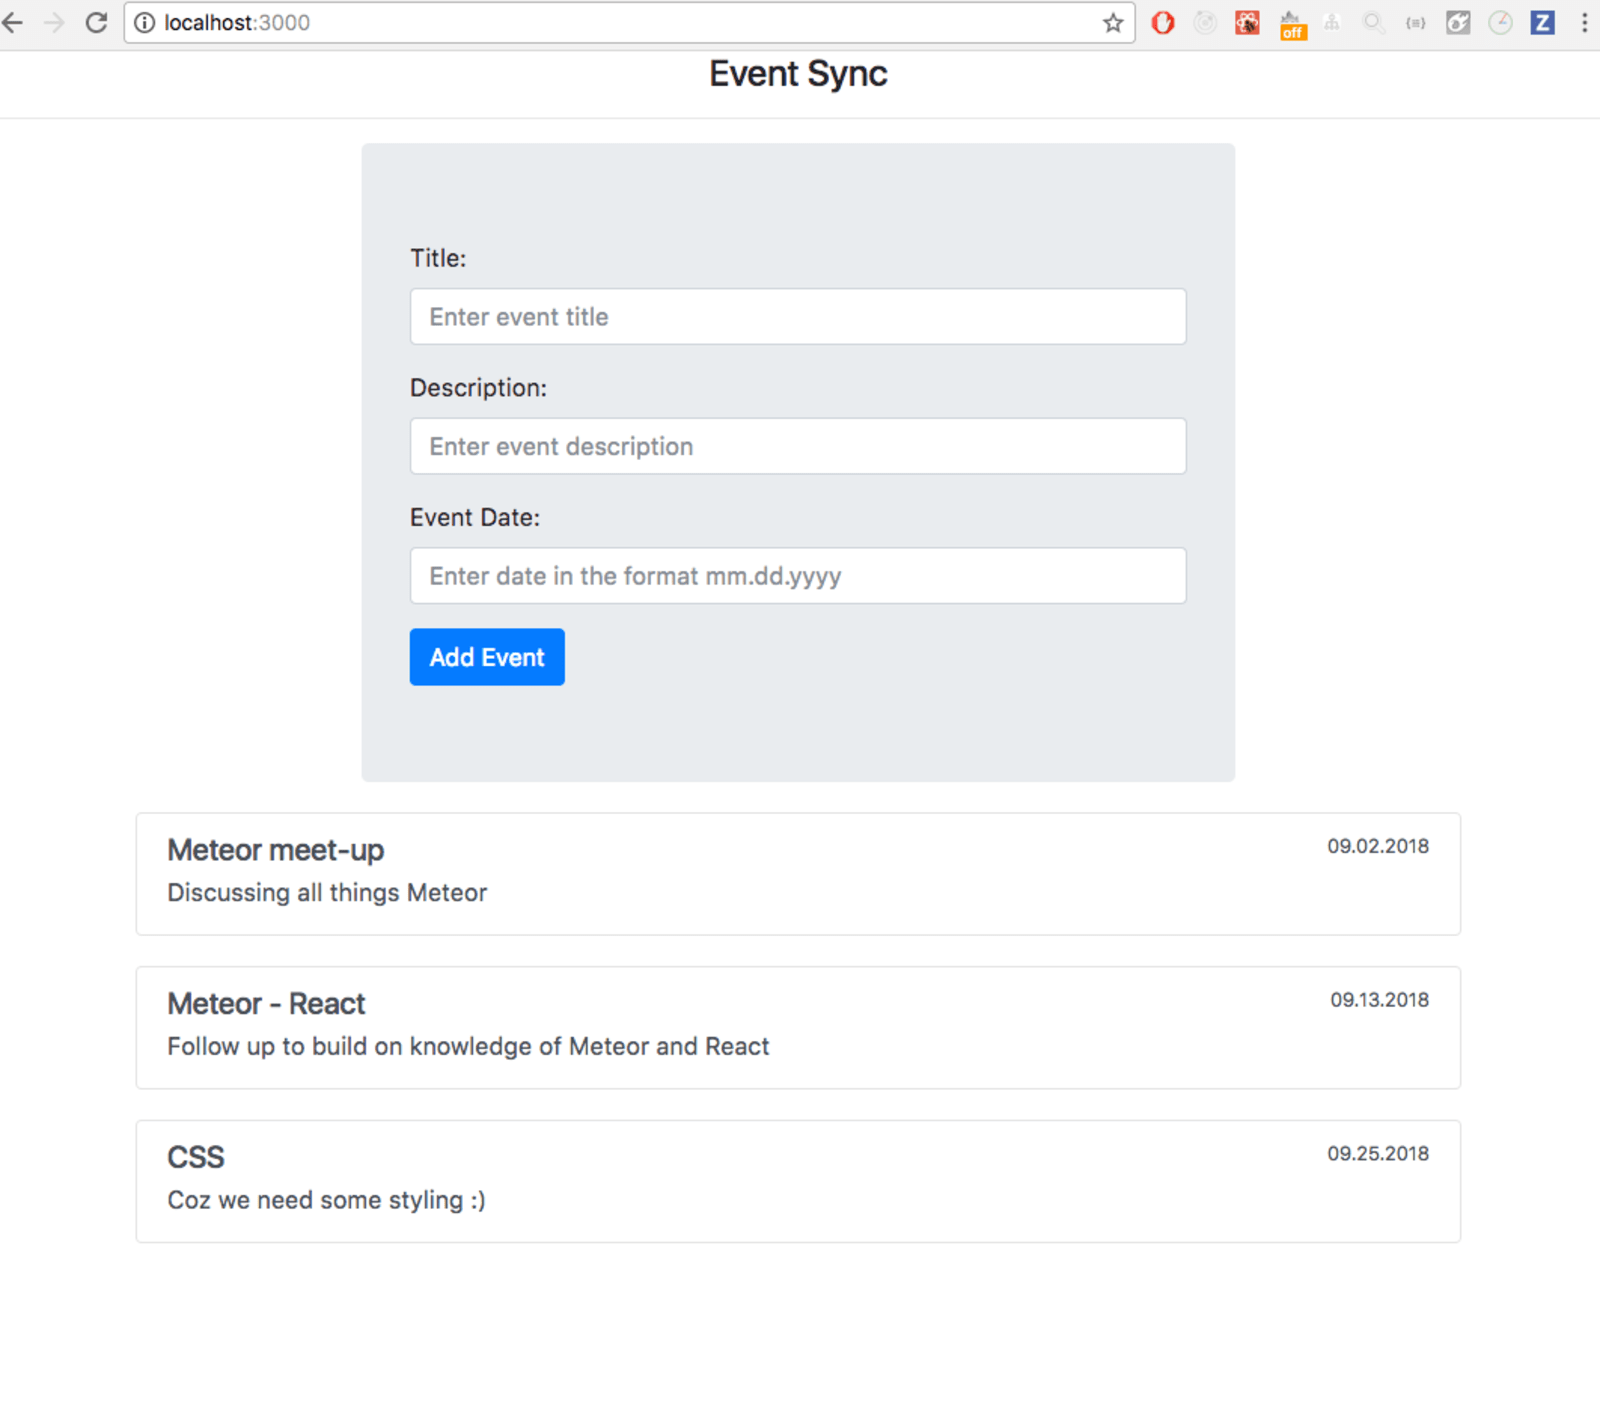 localhost:3000
off
Z
Event Sync
Title:
Enter event title
Description:
Enter event description
Event Date:
Enter date in the format mm.dd.yyyy
Add Event
Meteor meet-up
09.02.2018
Discussing all things Meteor
Meteor - React
09.13.2018
Follow up to build on knowledge of Meteor and React
CSS
09.25.2018
Coz we need some styling :)